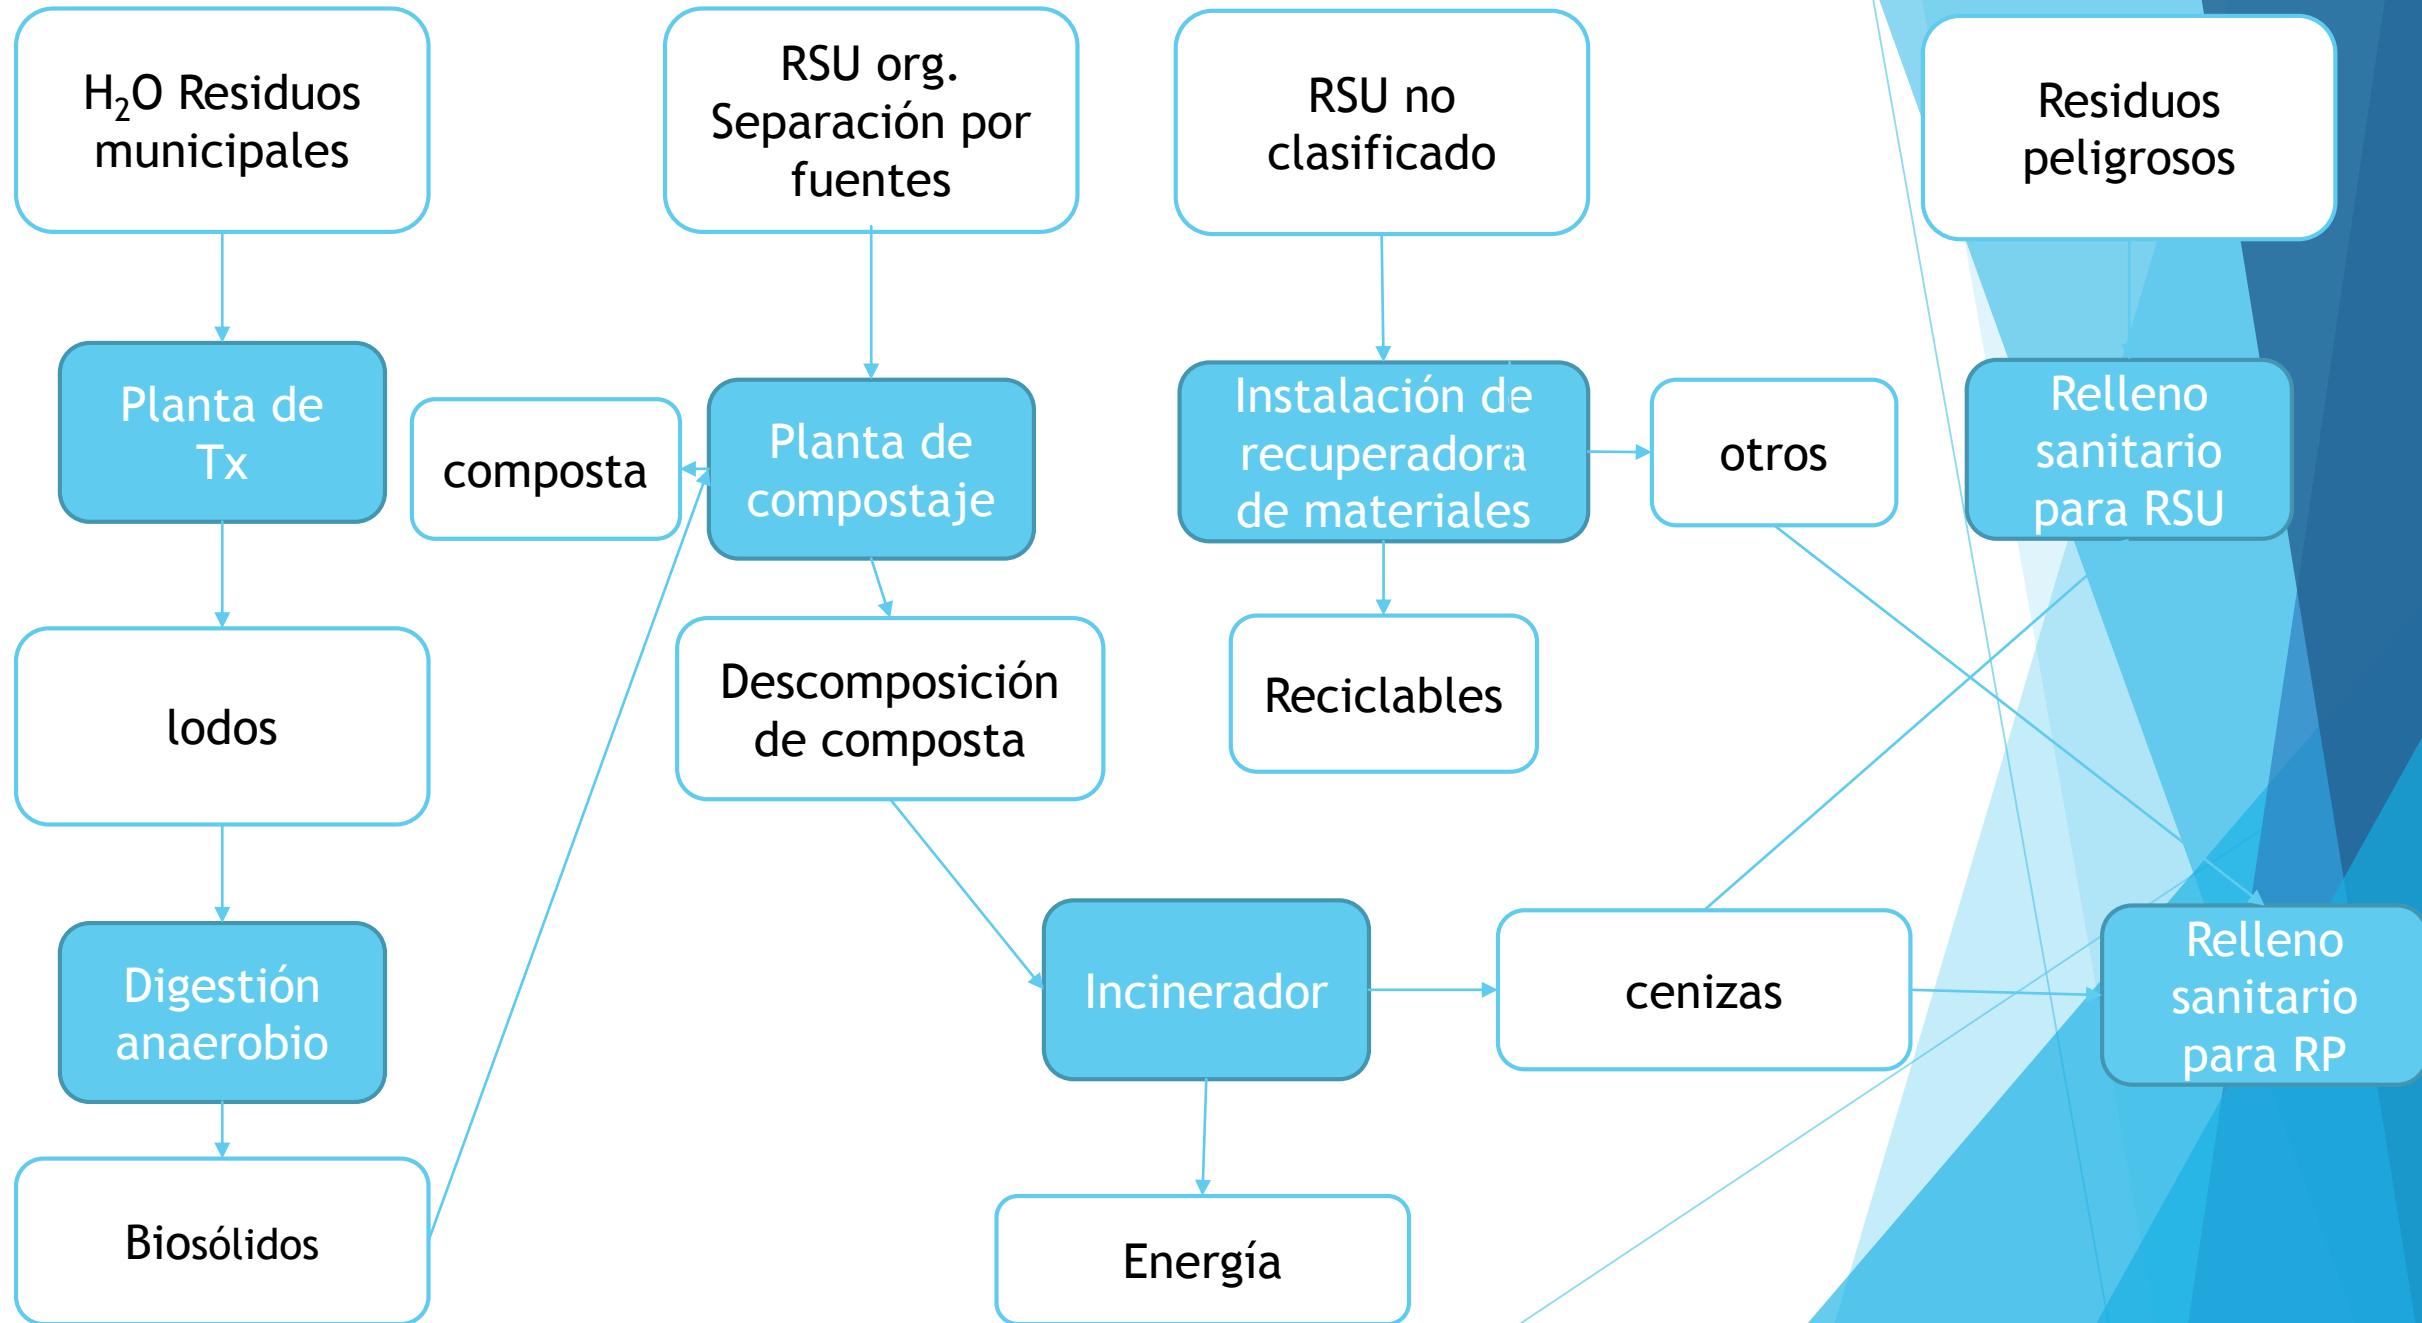 H₂O Residuos
municipales
RSU org.
Separación por
fuentes
RSU no
clasificado
Residuos
peligrosos
Planta de
Tx
composta
Planta de
compostaje
Instalación de
recuperadora
de materiales
otros
Relleno
sanitario
para RSU
lodos
Descomposición
de composta
Reciclables
Digestión
anaerobio
Incinerador
cenizas
Relleno
sanitario
para RP
Biosólidos
Energía